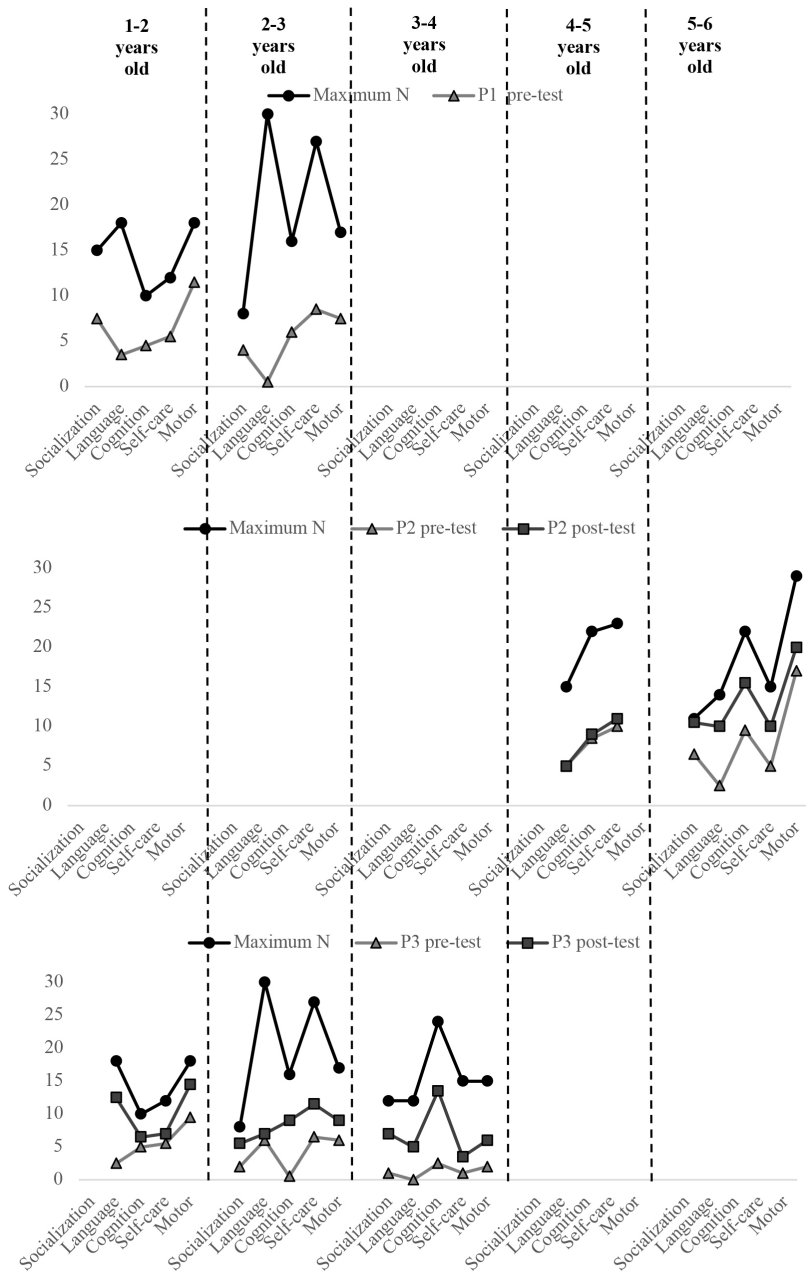 1-2 2-3 3-4 4-5 5-6
years years years years years
old old old old old
Maximum N P1 pre-test
30
25
20
15
10
5
0
Socialization Language Cognition Self-care Motor Socialization Language Cognition Self-care Motor Socialization Language Cognition Self-care Motor Socialization Language Cognition Self-care Motor Socialization Language Cognition Self-care Motor
Maximum N P2 pre-test P2 post-test
30
25
20
15
10
5
0
Socialization Language Cognition Self-care Motor Socialization Language Cognition Self-care Motor Socialization Language Cognition Self-care Motor Socialization Language Cognition Self-care Motor Socialization Language Cognition Self-care Motor
Maximum N P3 pre-test P3 post-test
30
25
20
15
10
5
0
Socialization Language Cognition Self-care Motor Socialization Language Cognition Self-care Motor Socialization Language Cognition Self-care Motor Socialization Language Cognition Self-care Motor Socialization Language Cognition Self-care Motor